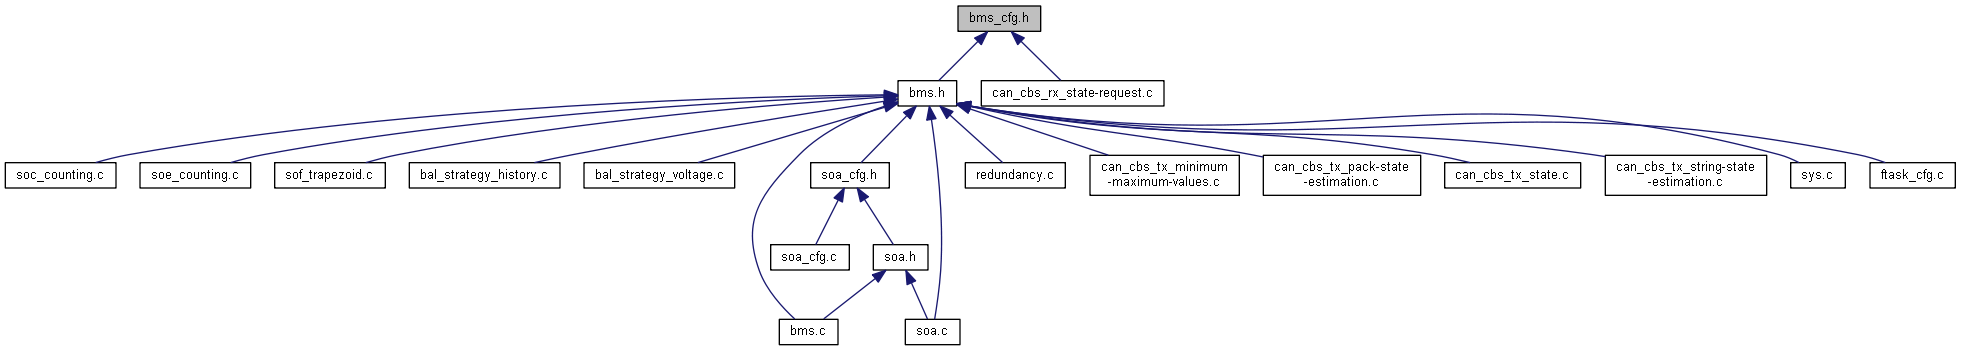 bms_cfg.h
bms.h
can_cbs_rx_state-request.c
soc_counting.c
soe_counting.c
sof_trapezoid.c
bal_strategy_history.c
bal_strategy_voltage.c
soa_cfg.h
redundancy.c
can_cbs_tx_minimum
-maximum-values.c
can_cbs_tx_pack-state
-estimation.c
can_cbs_tx_state.c
can_cbs_tx_string-state
-estimation.c
sys.c
ftask_cfg.c
soa_cfg.c
soa.h
bms.c
soa.c